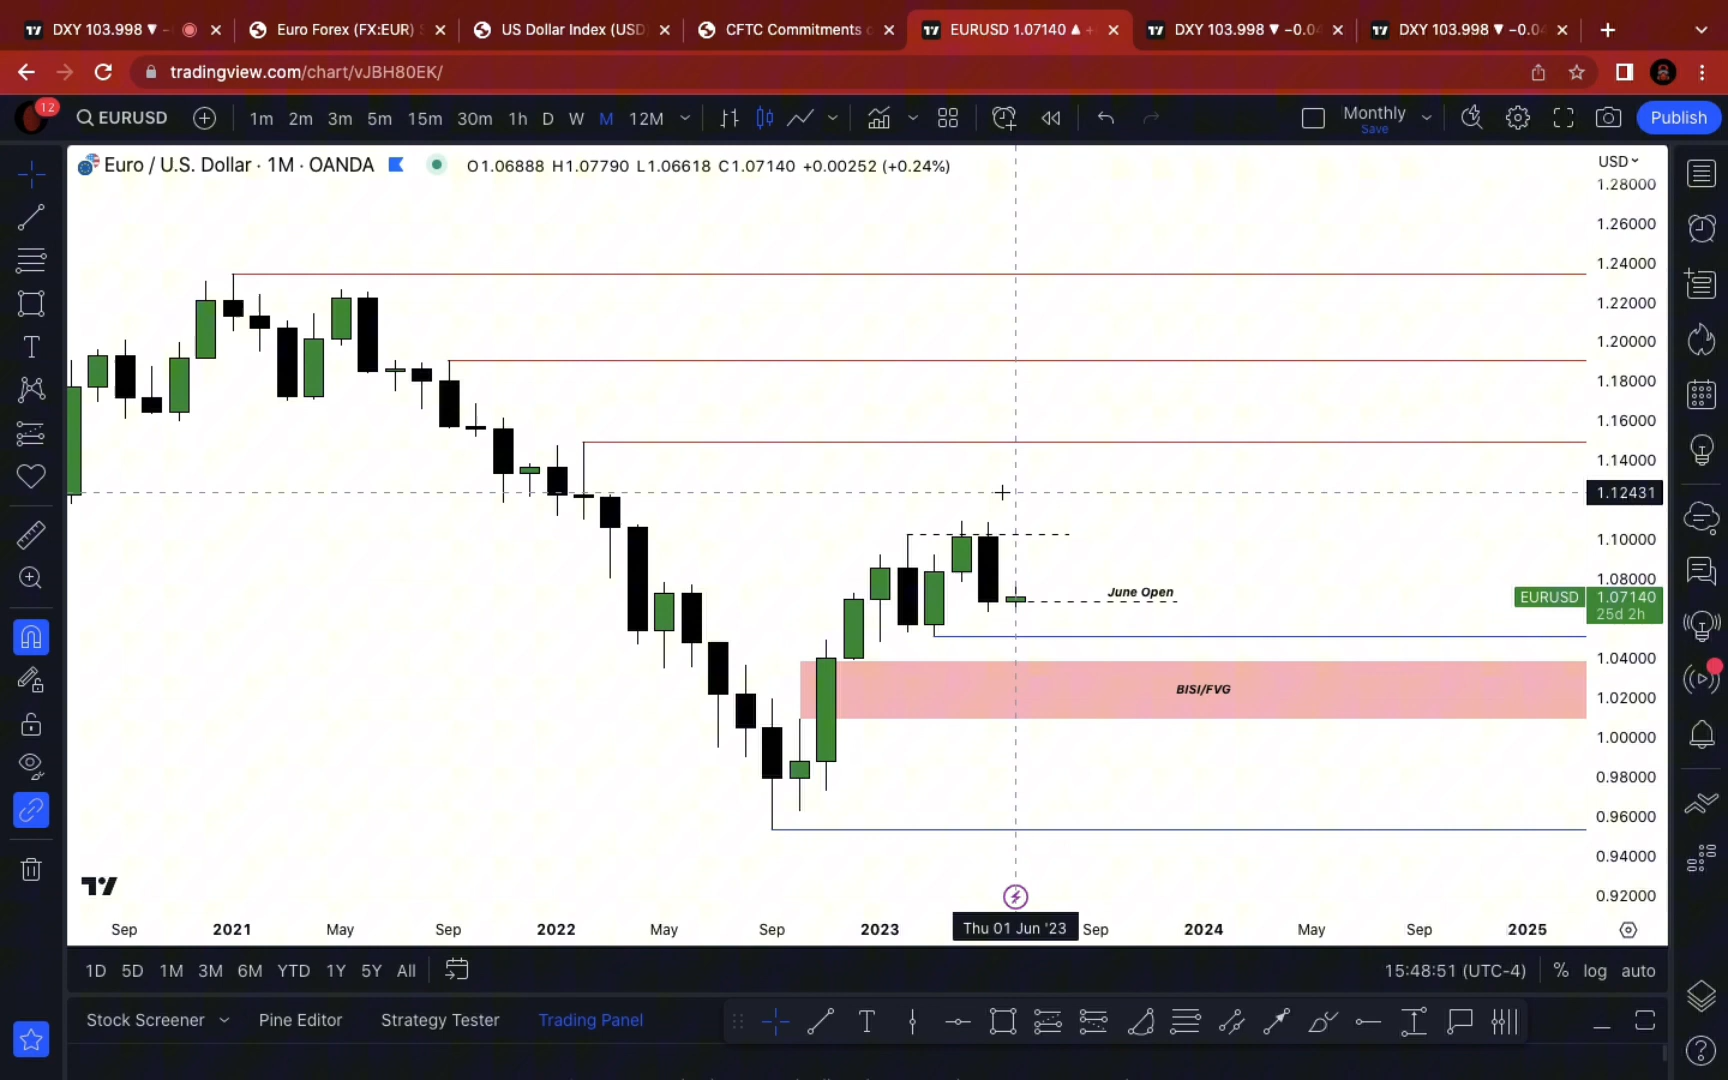 DXY 103.998 ▼ −
Euro Forex (FX:EUR)
US Dollar Index (USD
CFTC Commitments o
EURUSD 1.07140 ▲ +
DXY 103.998 ▼ −0.04
DXY 103.998 ▼ −0.04
tradingview.com/chart/vJBH80EK/
12
EURUSD
1m 2m 3m 5m 15m 30m 1h D W M 12M
Monthly
Save
Publish
Euro / U.S. Dollar · 1M · OANDA
O1.06888 H1.07790 L1.06618 C1.07140 +0.00252 (+0.24%)
USD
1.28000
1.26000
1.24000
1.22000
1.20000
1.18000
1.16000
1.14000
1.12431
1.10000
1.08000
June Open
EURUSD 1.07140
25d 2h
1.04000
1.02000
BISI/FVG
1.00000
0.98000
0.96000
0.94000
0.92000
Sep 2021 May Sep 2022 May Sep 2023 Thu 01 Jun '23 Sep 2024 May Sep 2025
1D 5D 1M 3M 6M YTD 1Y 5Y All
15:48:51 (UTC-4) % log auto
Stock Screener Pine Editor Strategy Tester Trading Panel